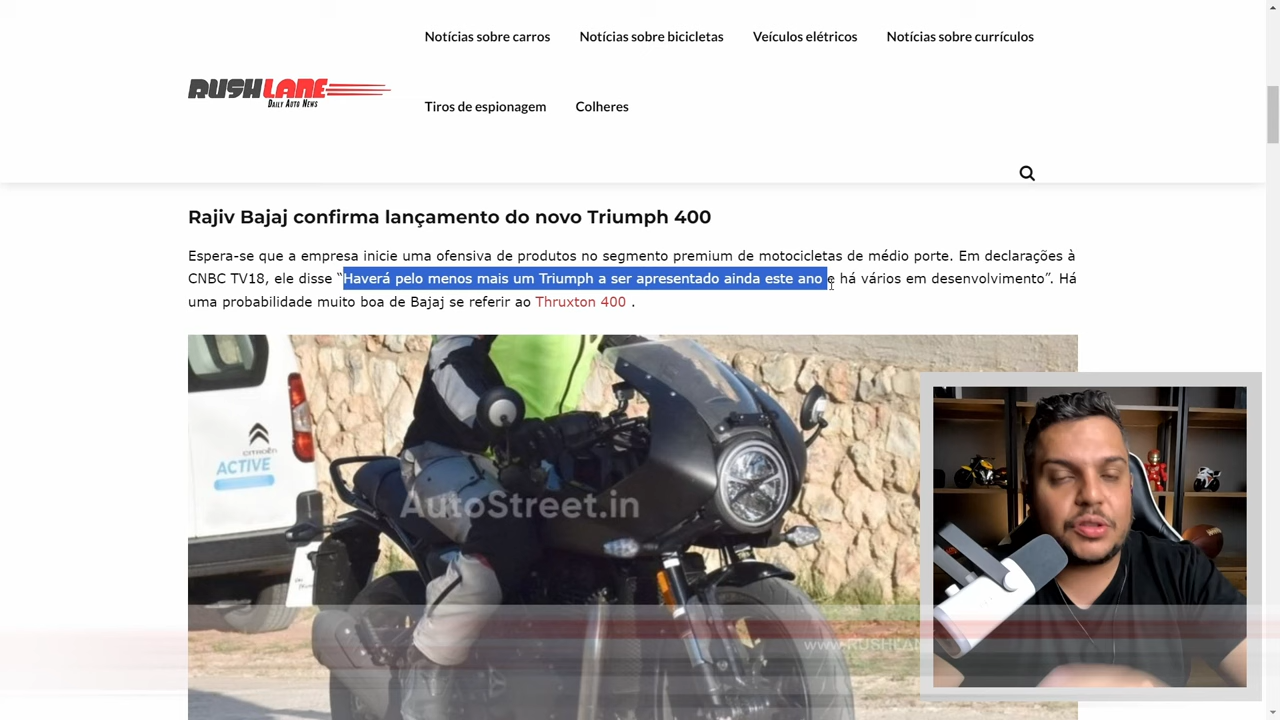 Notícias sobre carros
Notícias sobre bicicletas
Veículos elétricos
Notícias sobre currículos
RUSHLANE
DAILY AUTO NEWS
Tiros de espionagem
Colheres
Rajiv Bajaj confirma lançamento do novo Triumph 400
Espera-se que a empresa inicie uma ofensiva de produtos no segmento premium de motocicletas de médio porte. Em declarações à
CNBC TV18, ele disse “Haverá pelo menos mais um Triumph a ser apresentado ainda este ano e há vários em desenvolvimento”. Há
uma probabilidade muito boa de Bajaj se referir ao Thruxton 400 .
CITROËN
ACTIVE
AutoStreet.in
www.RUSHLAN